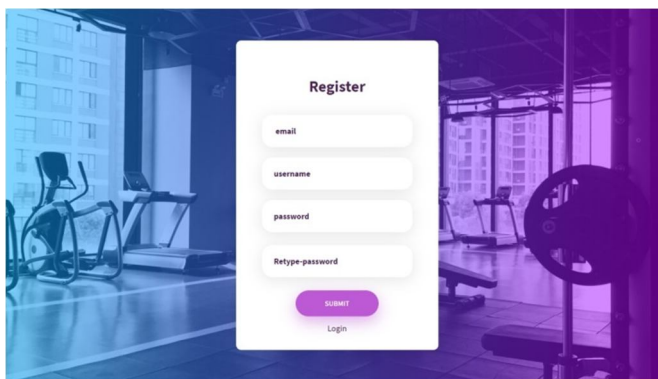 Register
email
username
password
Retype-password
SUBMIT
Login